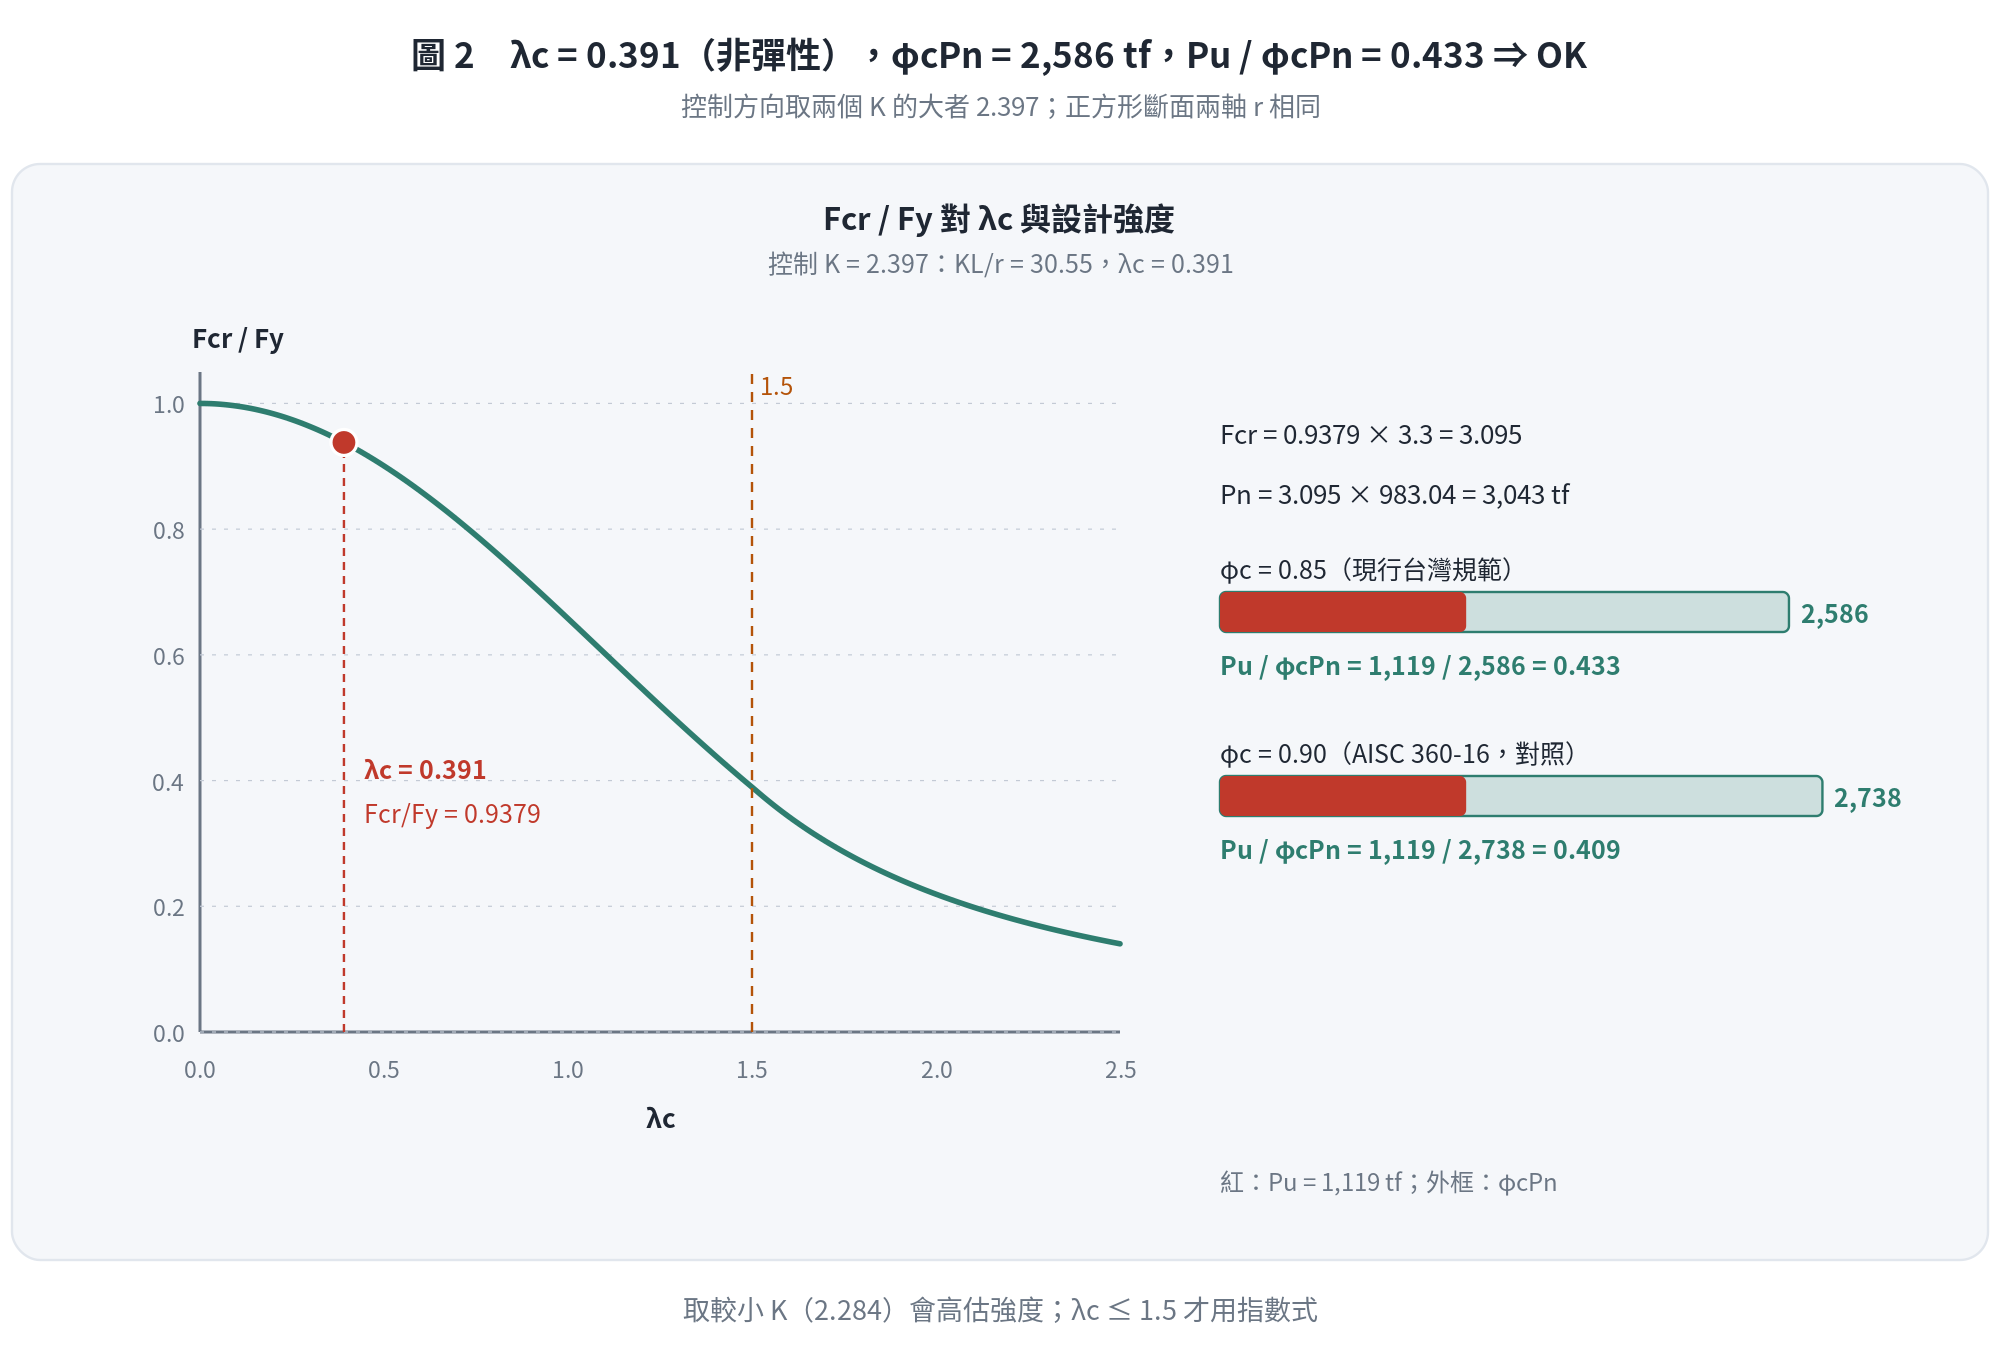 圖 2　λc = 0.391（非彈性），φcPn = 2,586 tf，Pu / φcPn = 0.433 ⇒ OK
控制方向取兩個 K 的大者 2.397；正方形斷面兩軸 r 相同
Fcr / Fy 對 λc 與設計強度
控制 K = 2.397：KL/r = 30.55，λc = 0.391
Fcr / Fy
1.0
0.8
0.6
0.4
0.2
0.0
1.5
λc = 0.391
Fcr/Fy = 0.9379
0.0
0.5
1.0
1.5
2.0
2.5
λc
Fcr = 0.9379 × 3.3 = 3.095
Pn = 3.095 × 983.04 = 3,043 tf
φc = 0.85（現行台灣規範）
2,586
Pu / φcPn = 1,119 / 2,586 = 0.433
φc = 0.90（AISC 360-16，對照）
2,738
Pu / φcPn = 1,119 / 2,738 = 0.409
紅：Pu = 1,119 tf；外框：φcPn
取較小 K（2.284）會高估強度；λc ≤ 1.5 才用指數式